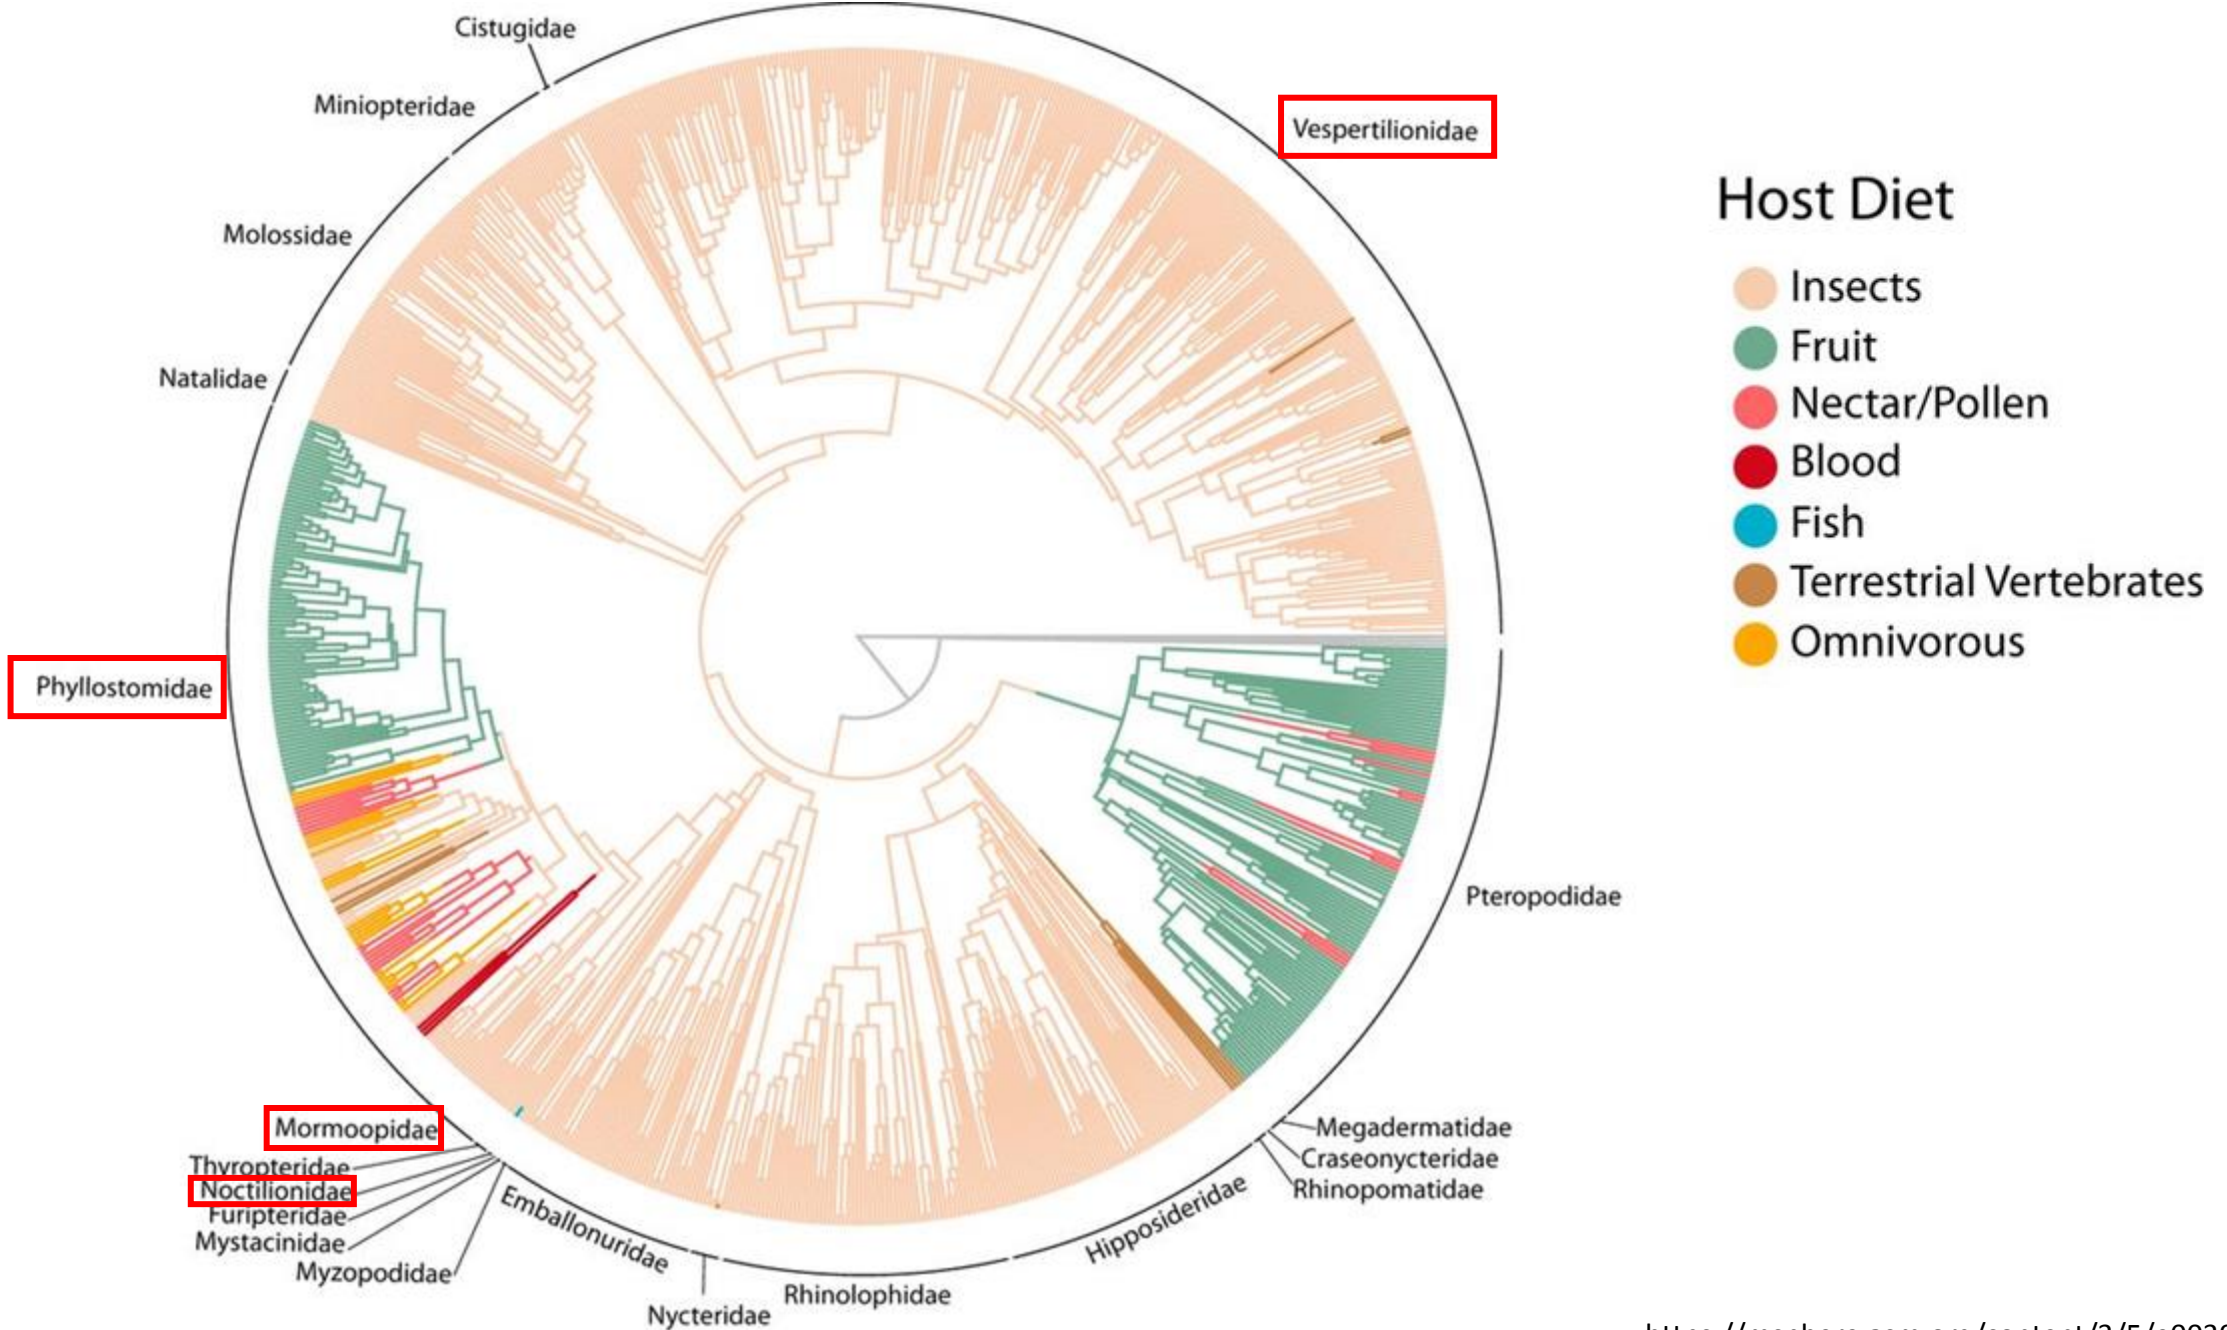 Cistugidae
Miniopteridae
Vespertilionidae
Molossidae
Natalidae
Phyllostomidae
Host Diet
Insects
Fruit
Nectar/Pollen
Blood
Fish
Terrestrial Vertebrates
Omnivorous
Pteropodidae
Mormoopidae
Thyropteridae
Noctilionidae
Furipteridae
Mystacinidae
Myzopodidae
Emballonuridae
Nycteridae
Rhinolophidae
Hipposideridae
Megadermatidae
Craseonycteridae
Rhinopomatidae